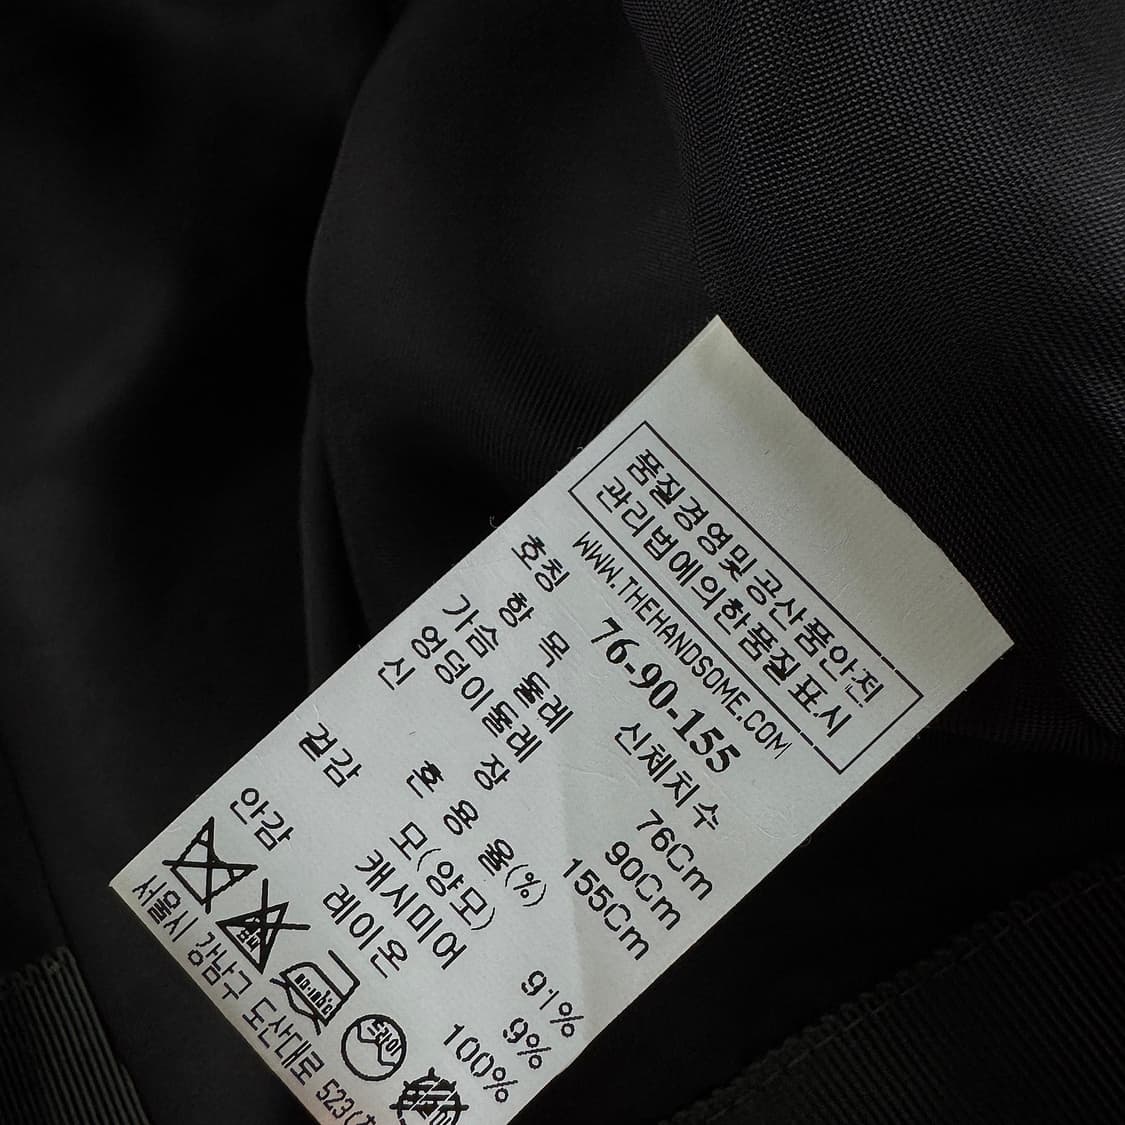 품질경영및공산품안전
관리법에의한품질표시
WWW.THEHANDSOME.COM
호칭 76-90-155
항 목 신체치수
가슴 둘레 76Cm
엉덩이둘레 90Cm
신 장 155Cm
혼 용 율(%)
겉감 모(양모) 91%
캐시미어 9%
안감 레이온 100%
드라이
서울시 강남구 도산대로 523(